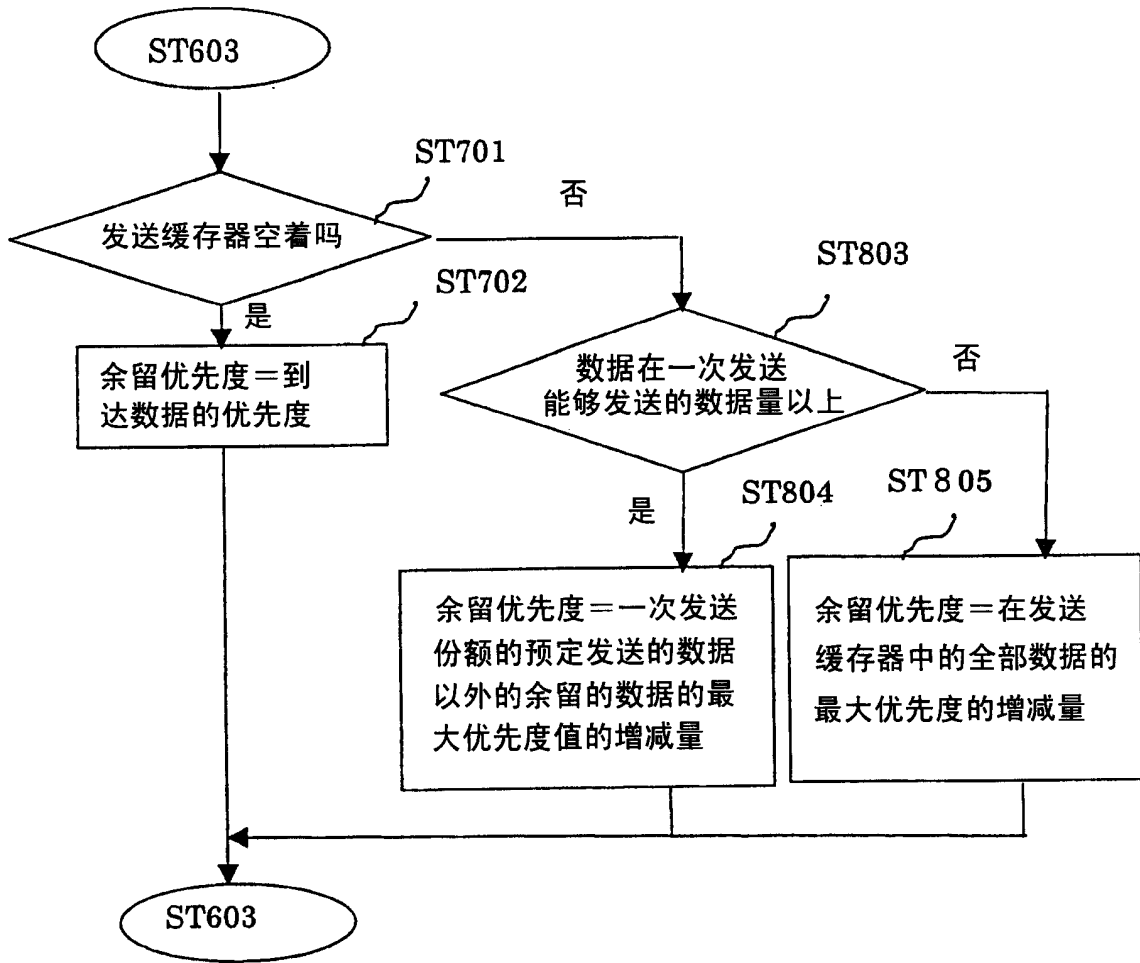 ST603
ST701
否
发送缓存器空着吗
ST803
ST702
是
数据在一次发送
能够发送的数据量以上
否
余留优先度＝到
达数据的优先度
ST804
ST８05
是
余留优先度＝一次发送
份额的预定发送的数据
以外的余留的数据的最
大优先度值的增减量
余留优先度＝在发送
缓存器中的全部数据的
最大优先度的增减量
ST603